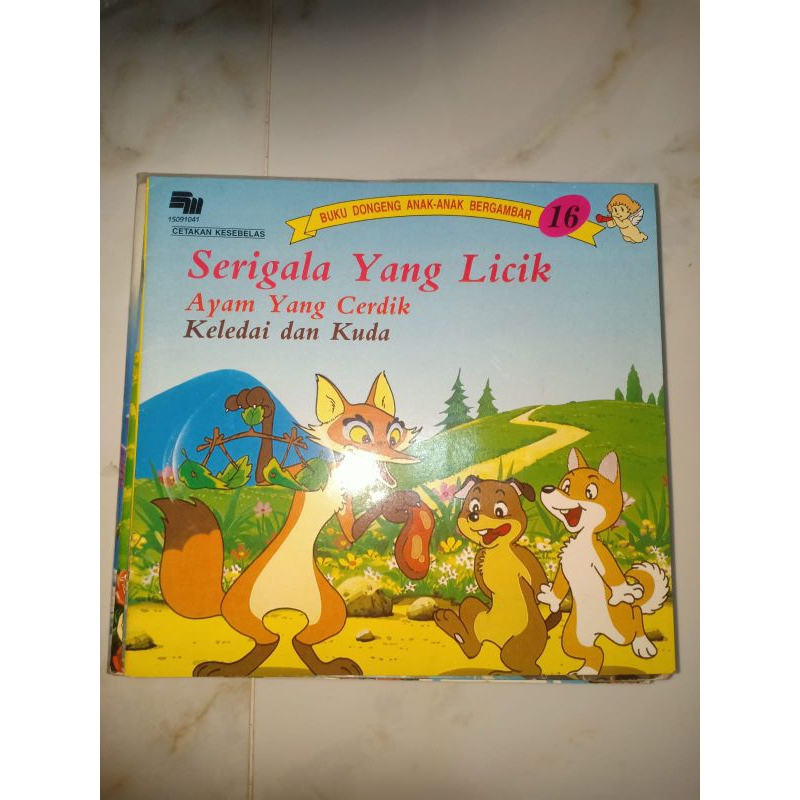 15091041
CETAKAN KESEBELAS
BUKU DONGENG ANAK-ANAK BERGAMBAR
16
Serigala Yang Licik
Ayam Yang Cerdik
Keledai dan Kuda